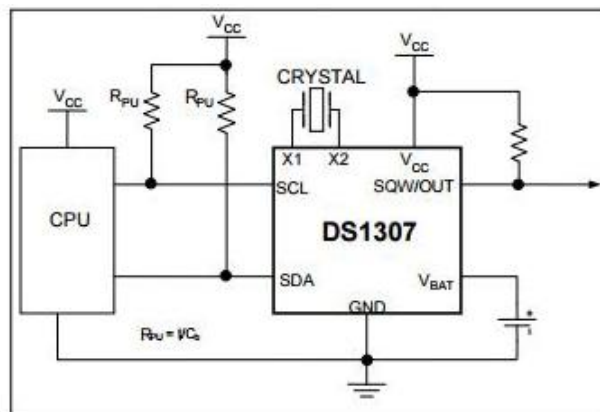 VCC
VCC
CRYSTAL
VCC
RPU
RPU
X1
X2
VCC
SCL
SQW/OUT
CPU
DS1307
SDA
VBAT
GND
+